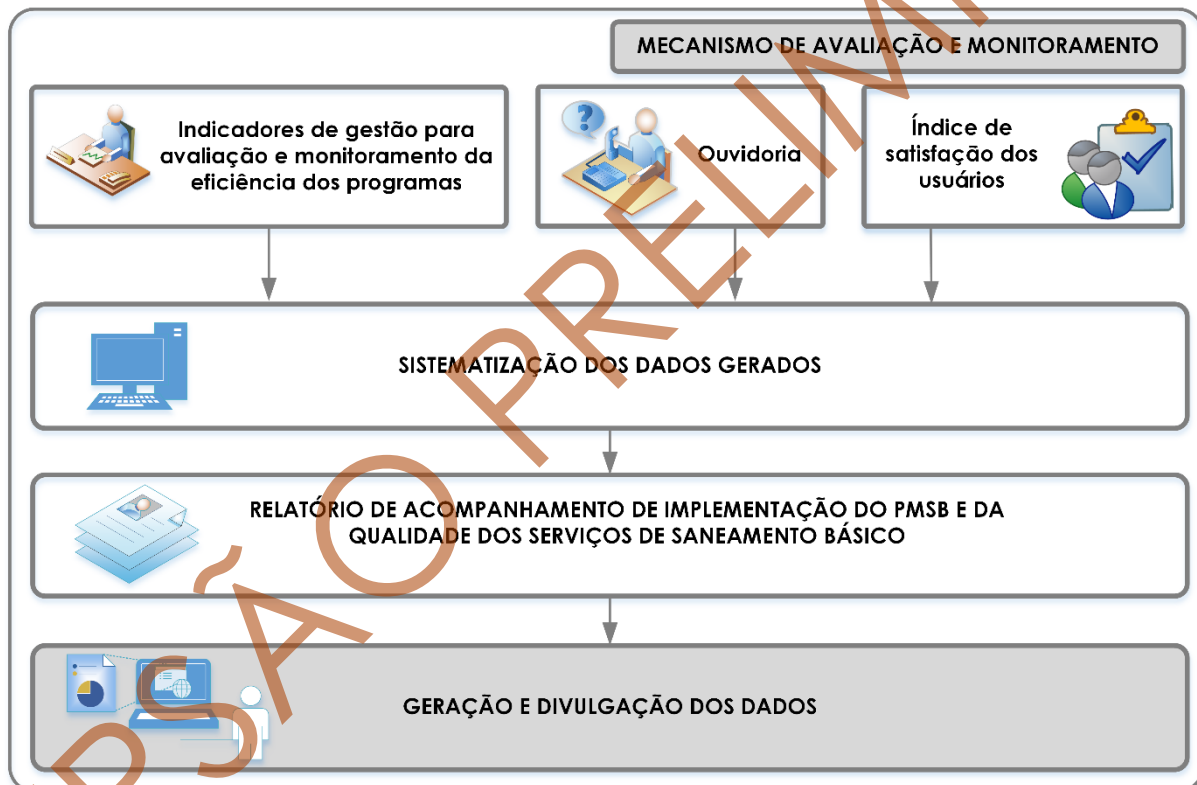 MECANISMO DE AVALIAÇÃO E MONITORAMENTO
Indicadores de gestão para
avaliação e monitoramento da
eficiência dos programas
?
Ouvidoria
Índice de
satisfação dos
usuários
SISTEMATIZAÇÃO DOS DADOS GERADOS
RELATÓRIO DE ACOMPANHAMENTO DE IMPLEMENTAÇÃO DO PMSB E DA
QUALIDADE DOS SERVIÇOS DE SANEAMENTO BÁSICO
GERAÇÃO E DIVULGAÇÃO DOS DADOS
RSÃO PRELIM